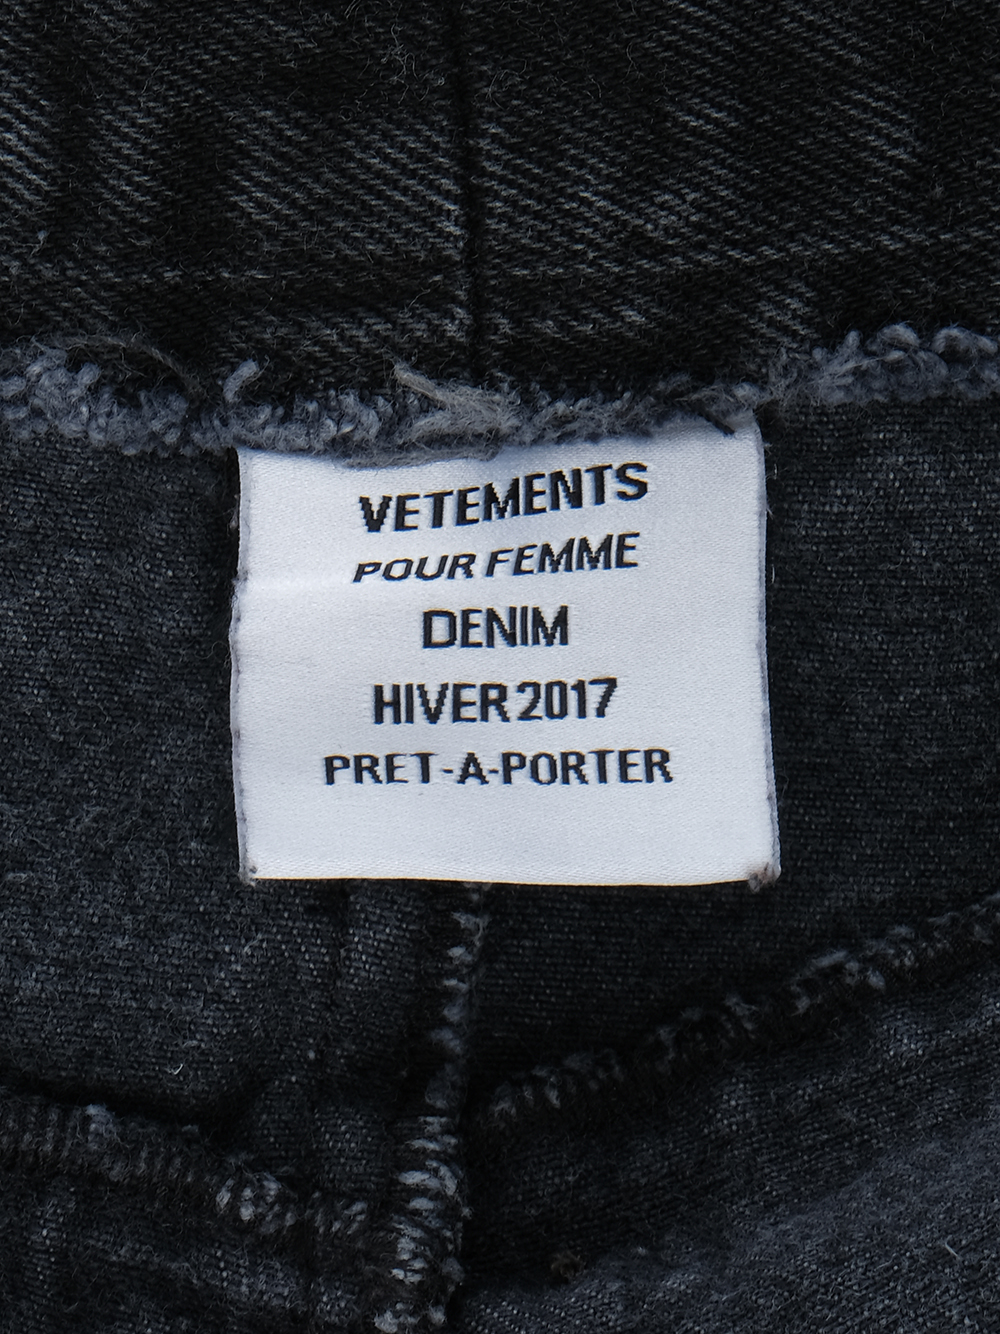 VETEMENTS
POUR FEMME
DENIM
HIVER 2017
PRET-A-PORTER